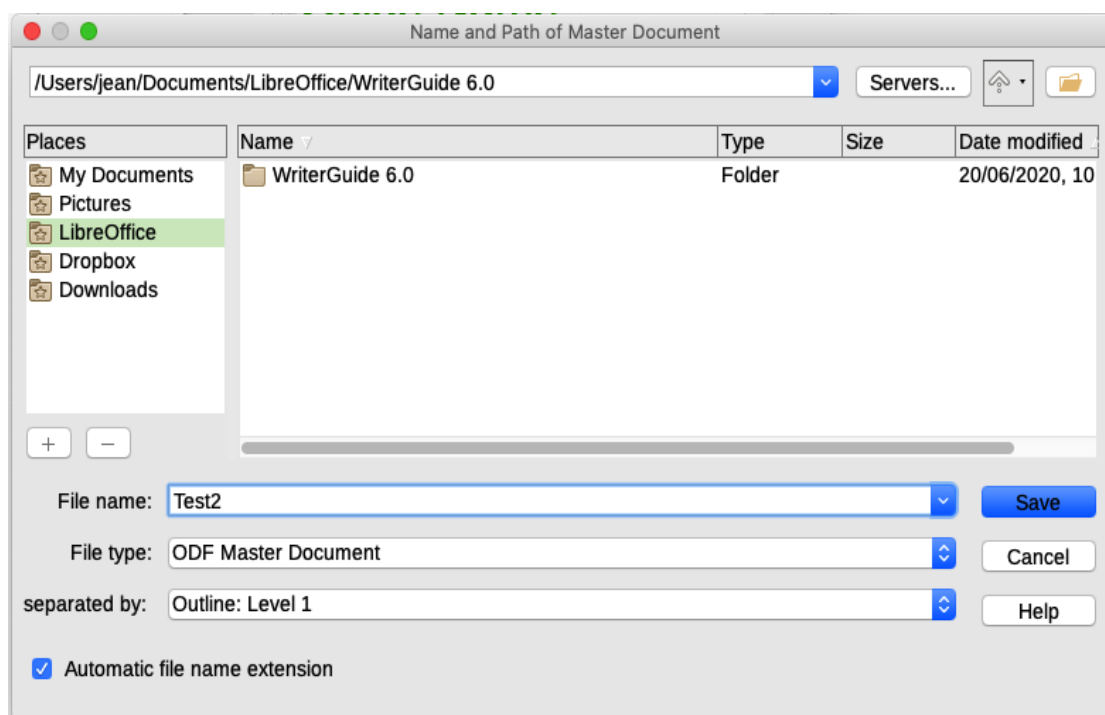 Name and Path of Master Document
/Users/jean/Documents/LibreOffice/WriterGuide 6.0
Servers...
Places
Name Type Size Date modified
My Documents
Pictures
LibreOffice
Dropbox
Downloads
WriterGuide 6.0 Folder 20/06/2020, 10
File name: Test2 Save
File type: ODF Master Document Cancel
separated by: Outline: Level 1 Help
Automatic file name extension